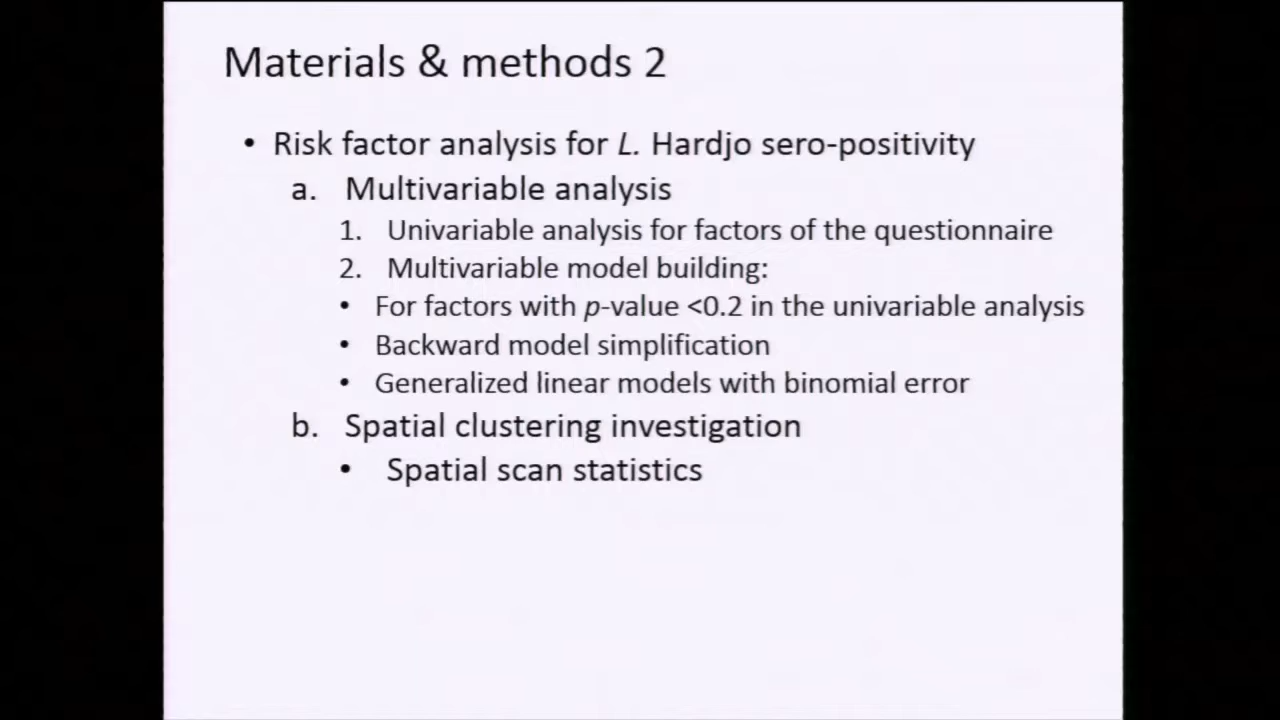 Materials & methods 2
• Risk factor analysis for L. Hardjo sero-positivity
a. Multivariable analysis
1. Univariable analysis for factors of the questionnaire
2. Multivariable model building:
• For factors with p-value <0.2 in the univariable analysis
• Backward model simplification
• Generalized linear models with binomial error
b. Spatial clustering investigation
• Spatial scan statistics